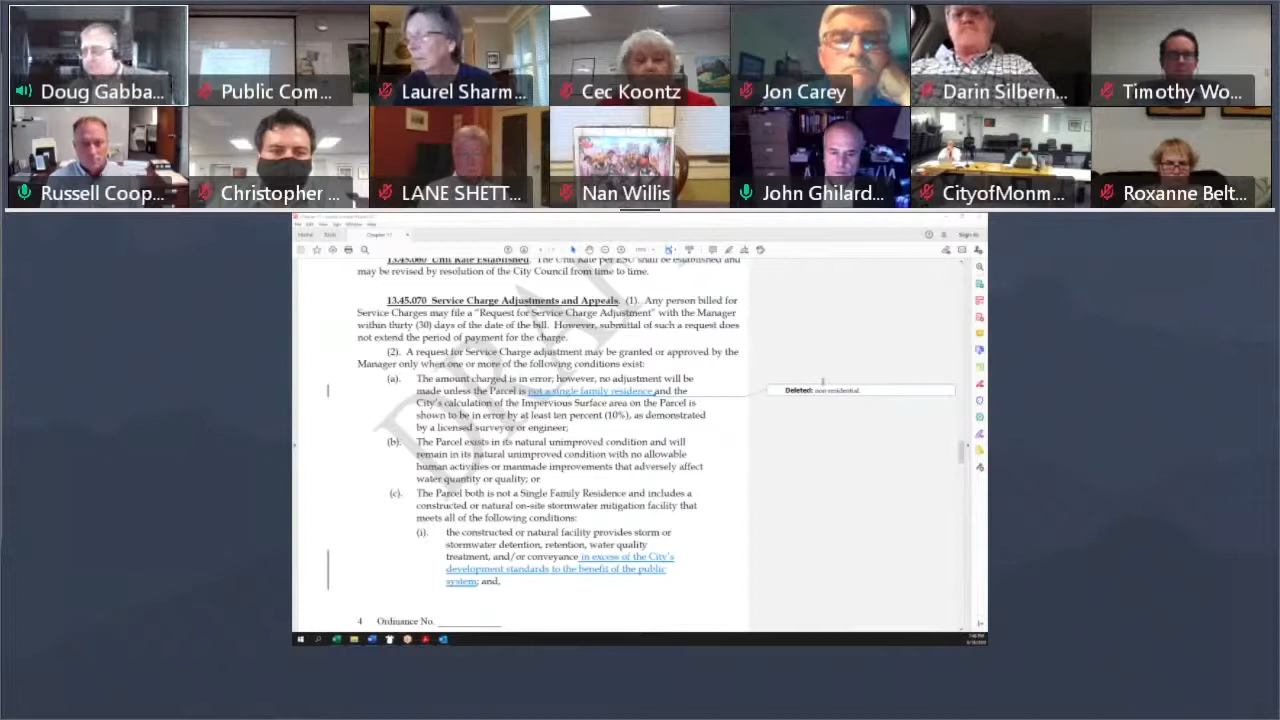 Doug Gabba...
Public Com...
Laurel Sharm...
Cec Koontz
Jon Carey
Darin Silbern...
Timothy Wo...
Russell Coop...
Christopher ...
LANE SHETT...
Nan Willis
John Ghilard...
CityofMonm...
Roxanne Belt...
Home Tools
Sign In
13.45.060 Unit Rate Established. The Unit Rate per ESU shall be established and
may be revised by resolution of the City Council from time to time.
13.45.070 Service Charge Adjustments and Appeals. (1). Any person billed for
Service Charges may file a “Request for Service Charge Adjustment” with the Manager
within thirty (30) days of the date of the bill. However, submittal of such a request does
not extend the period of payment for the charge.
(2). A request for Service Charge adjustment may be granted or approved by the
Manager only when one or more of the following conditions exist:
(a). The amount charged is in error; however, no adjustment will be
made unless the Parcel is not a single family residence and the
City's calculation of the Impervious Surface area on the Parcel is
shown to be in error by at least ten percent (10%), as demonstrated
by a licensed surveyor or engineer;
(b). The Parcel exists in its natural unimproved condition and will
remain in its natural unimproved condition with no allowable
human activities or manmade improvements that adversely affect
water quantity or quality; or
(c). The Parcel both is not a Single Family Residence and includes a
constructed or natural on-site stormwater mitigation facility that
meets all of the following conditions:
(i). the constructed or natural facility provides storm or
stormwater detention, retention, water quality
treatment, and/or conveyance in excess of the City's
development standards to the benefit of the public
system; and,
4 Ordinance No. ____________
Deleted: non-residential
DRAFT